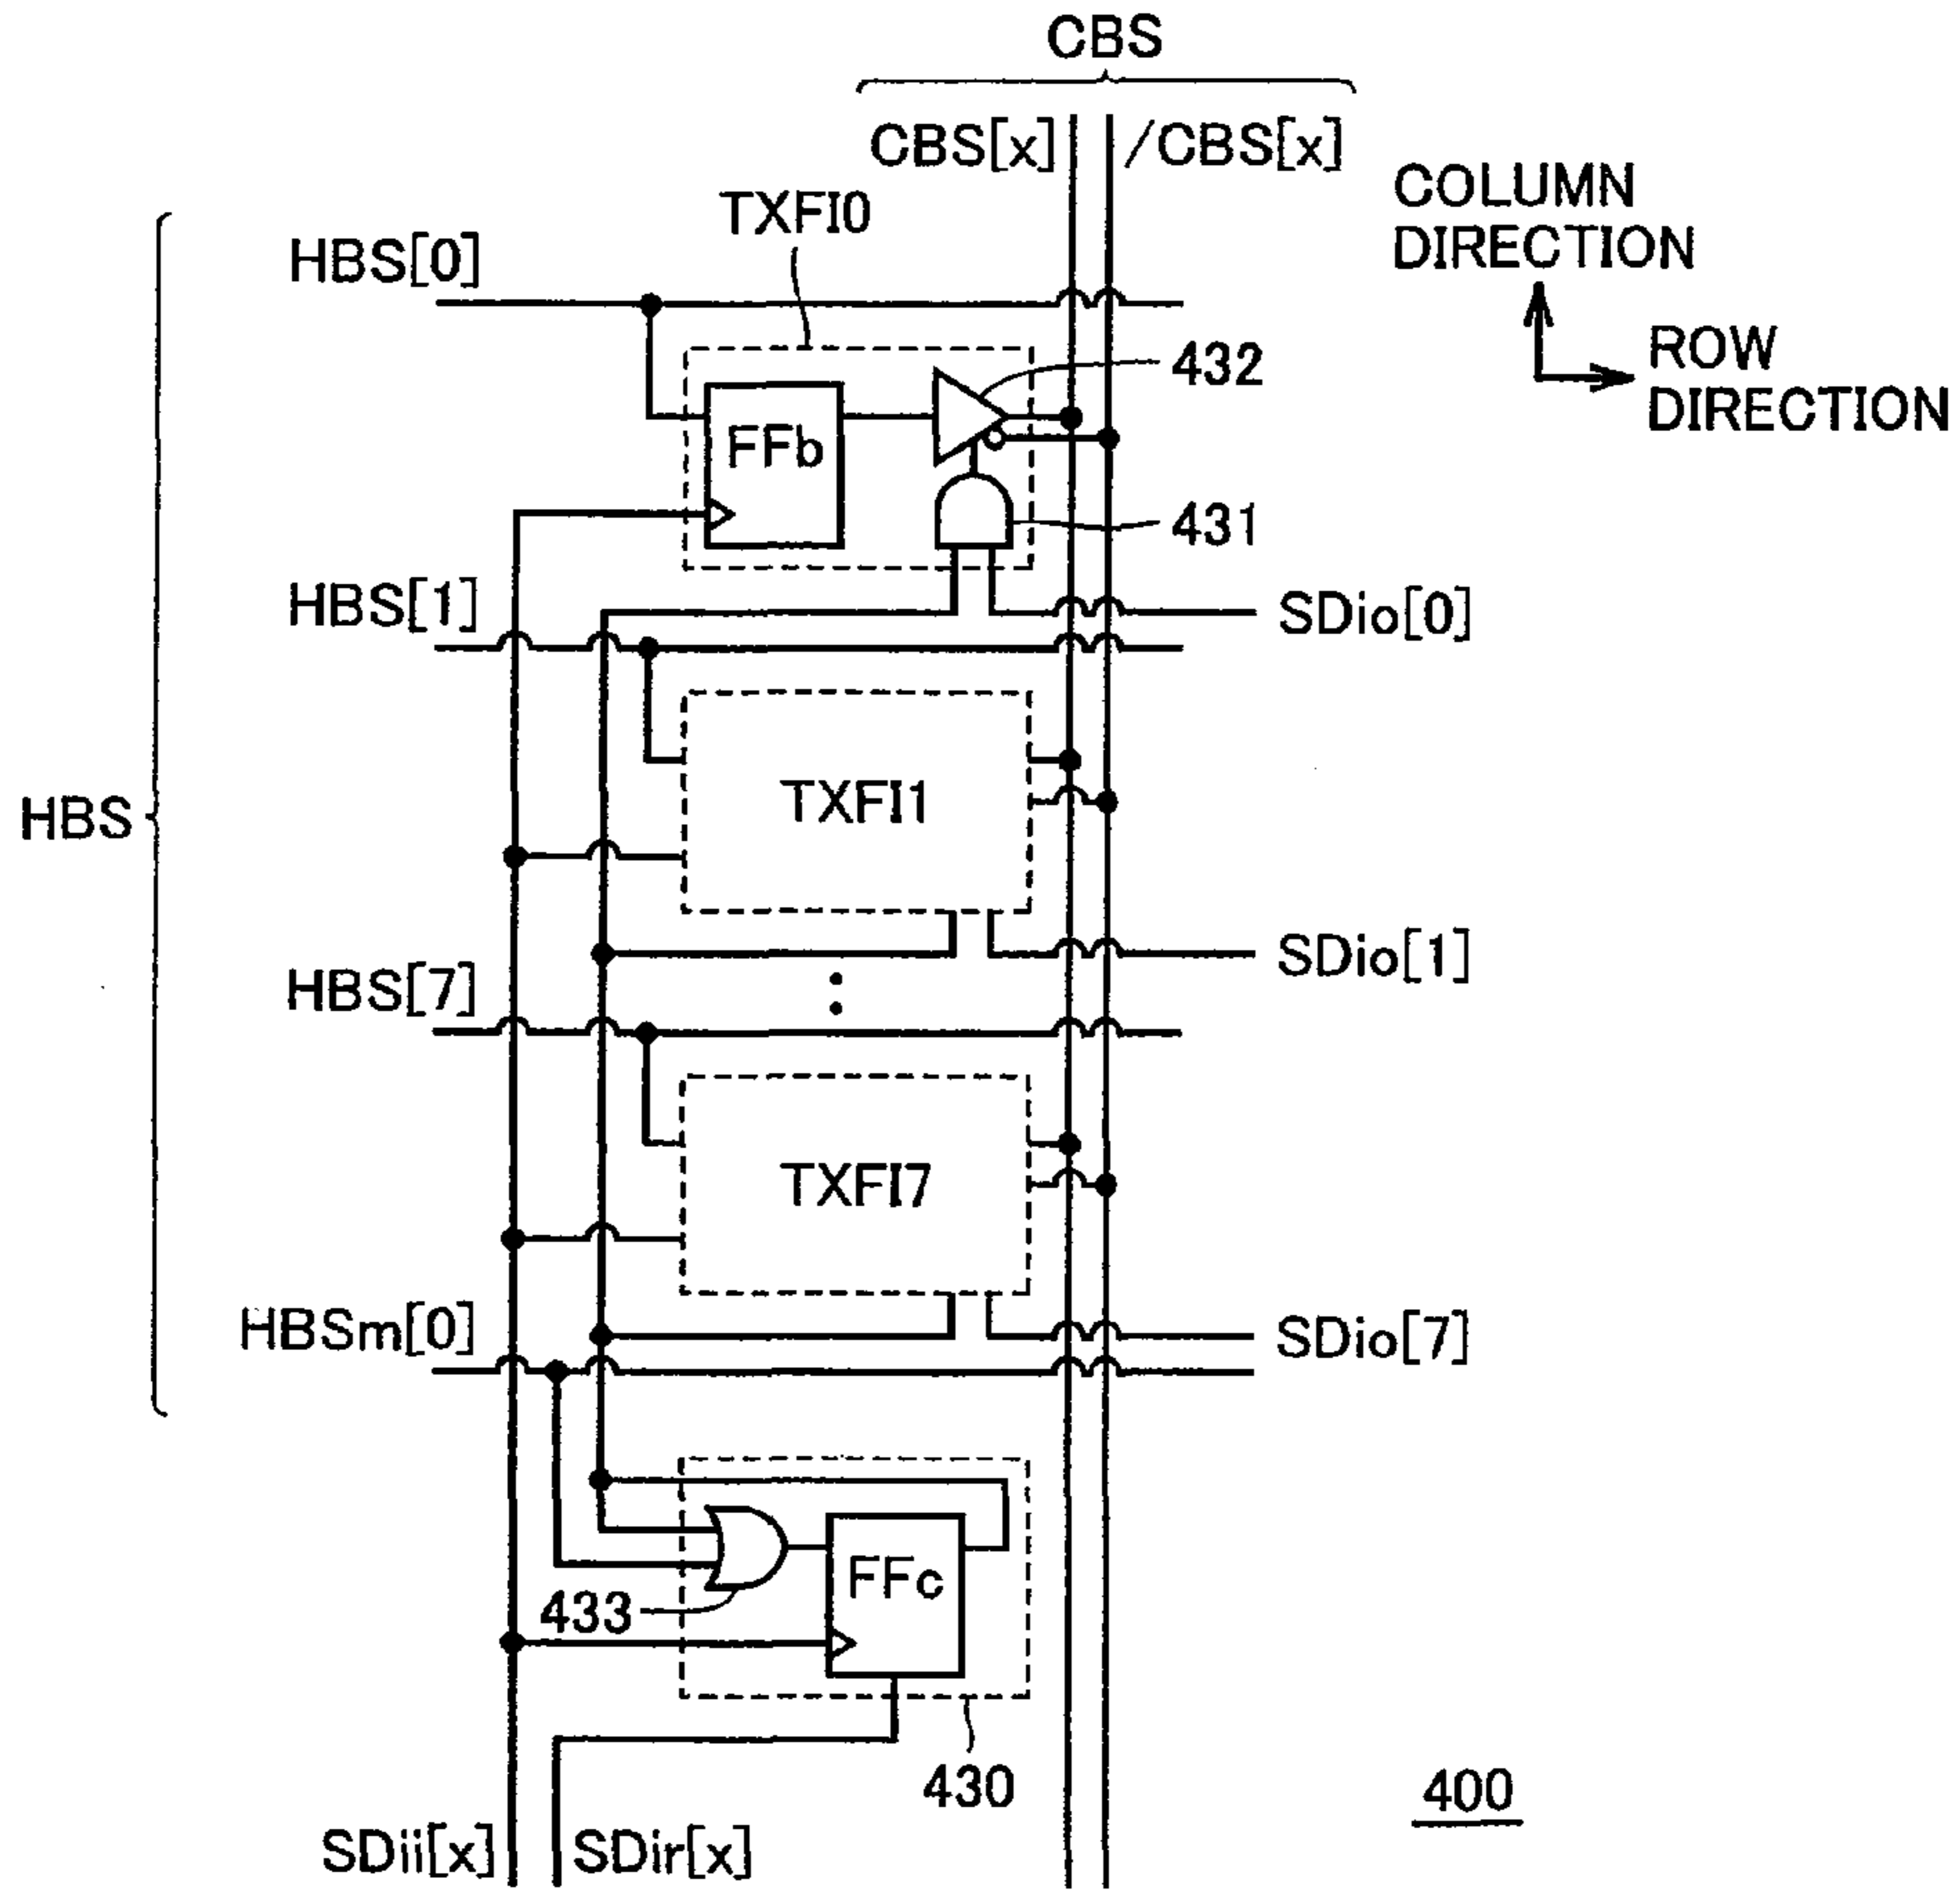 CBS
CBS[x] /CBS[x]
COLUMN
DIRECTION
TXFI0
HBS[0]
ROW
DIRECTION
432
FFb
431
HBS[1]
SDio[0]
TXFI1
HBS
SDio[1]
HBS[7]
TXFI7
HBSm[0]
SDio[7]
FFc
433
430
400
SDii[x] SDir[x]